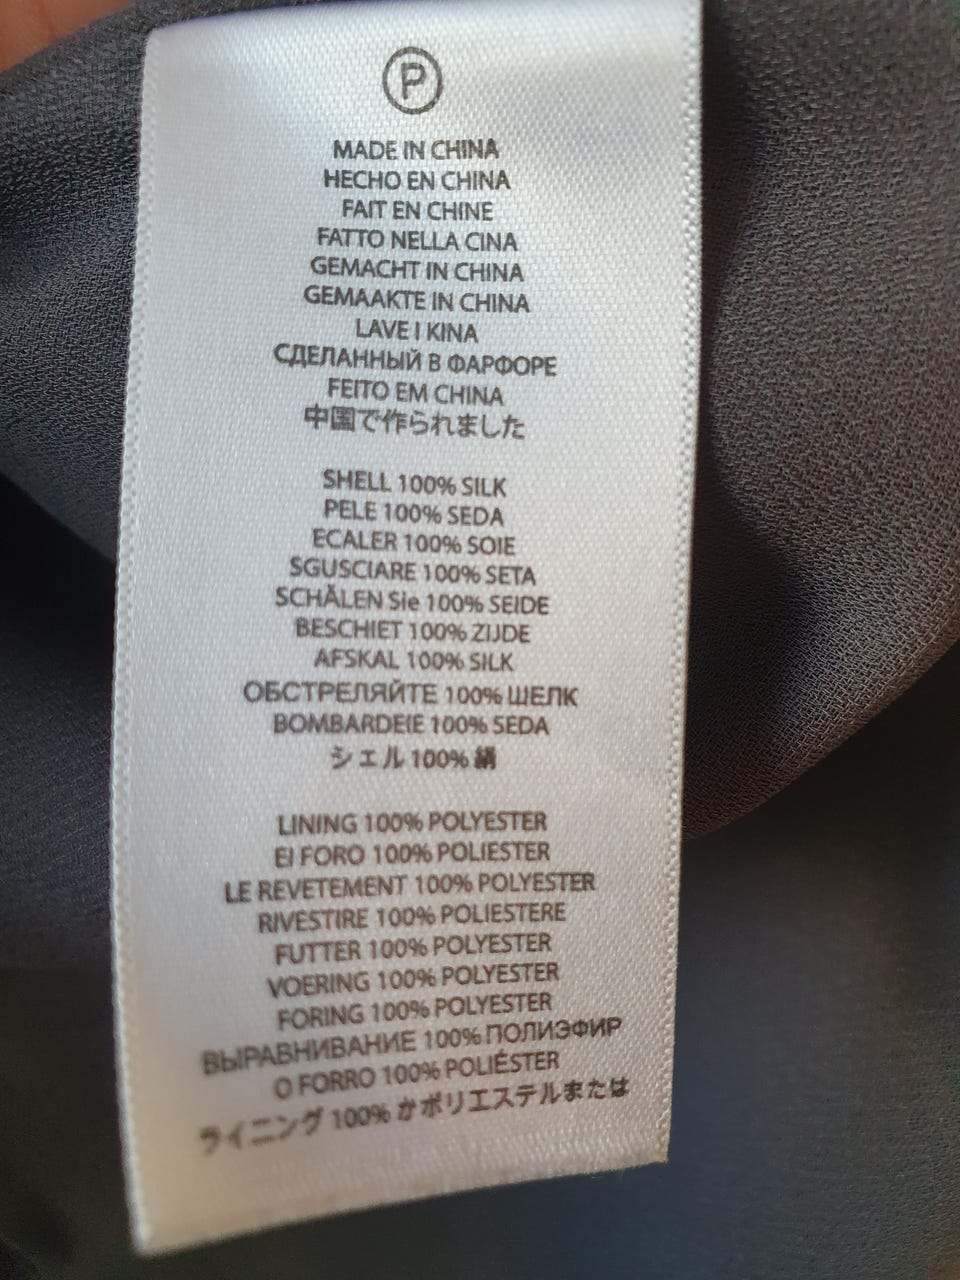 P
MADE IN CHINA
HECHO EN CHINA
FAIT EN CHINE
FATTO NELLA CINA
GEMACHT IN CHINA
GEMAAKTE IN CHINA
LAVE I KINA
СДЕЛАННЫЙ В ФАРФОРЕ
FEITO EM CHINA
中国で作られました
SHELL 100% SILK
PELE 100% SEDA
ECALER 100% SOIE
SGUSCIARE 100% SETA
SCHÅLEN Sie 100% SEIDE
BESCHIET 100% ZIJDE
AFSKAL 100% SILK
ОБСТРЕЛЯЙТЕ 100% ШЕЛК
BOMBARDEIE 100% SEDA
シェル 100% 絹
LINING 100% POLYESTER
El FORO 100% POLIESTER
LE REVETEMENT 100% POLYESTER
RIVESTIRE 100% POLIESTERE
FUTTER 100% POLYESTER
VOERING 100% POLYESTER
FORING 100% POLYESTER
ВЫРАВНИВАНИЕ 100% ПОЛИЭФИР
O FORRO 100% POLIÉSTER
ライニング 100% かポリエステルまたは